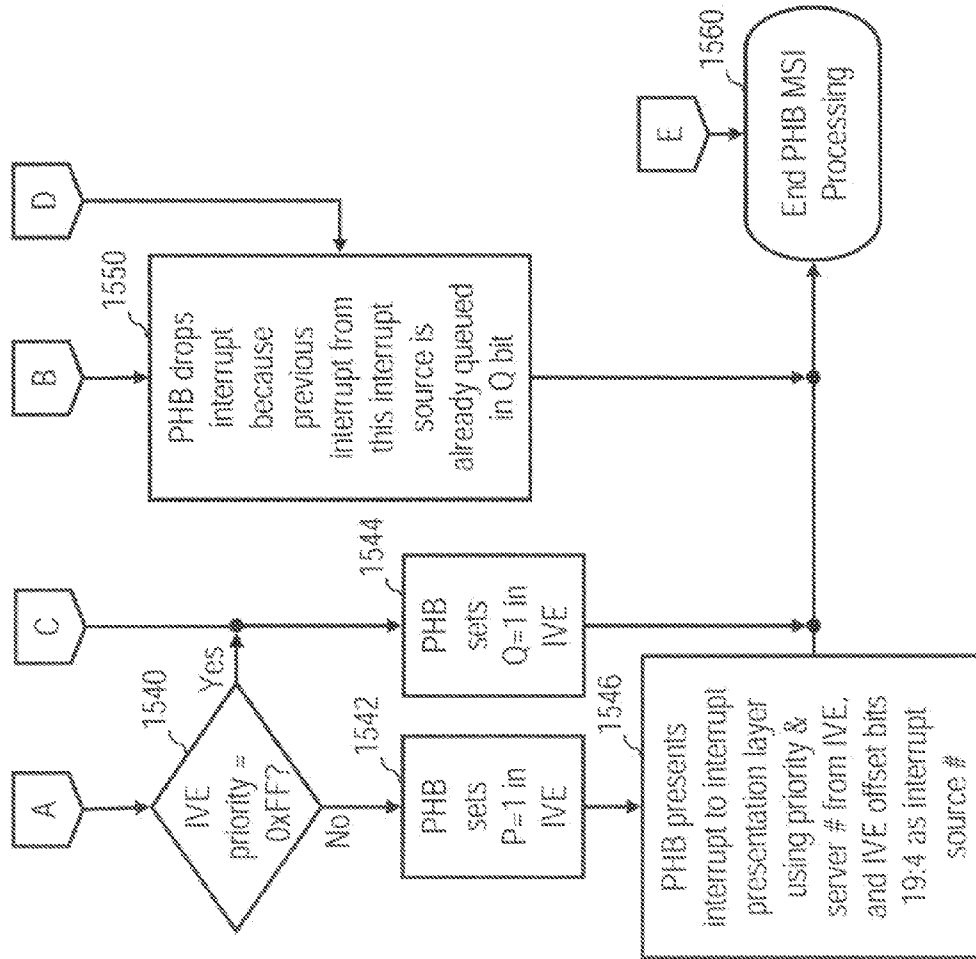 A
C
B
D
1540
IVE
priority =
0xFF?
Yes
No
1542
PHB
sets
P=1 in
IVE
1544
PHB
sets
Q=1 in
IVE
1550
PHB drops
interrupt
because
previous
interrupt from
this interrupt
source is
already queued
in Q bit
1546
PHB presents
interrupt to interrupt
presentation layer
using priority &
server # from IVE,
and IVE offset bits
19:4 as interrupt
source #
E
1560
End PHB MSI
Processing